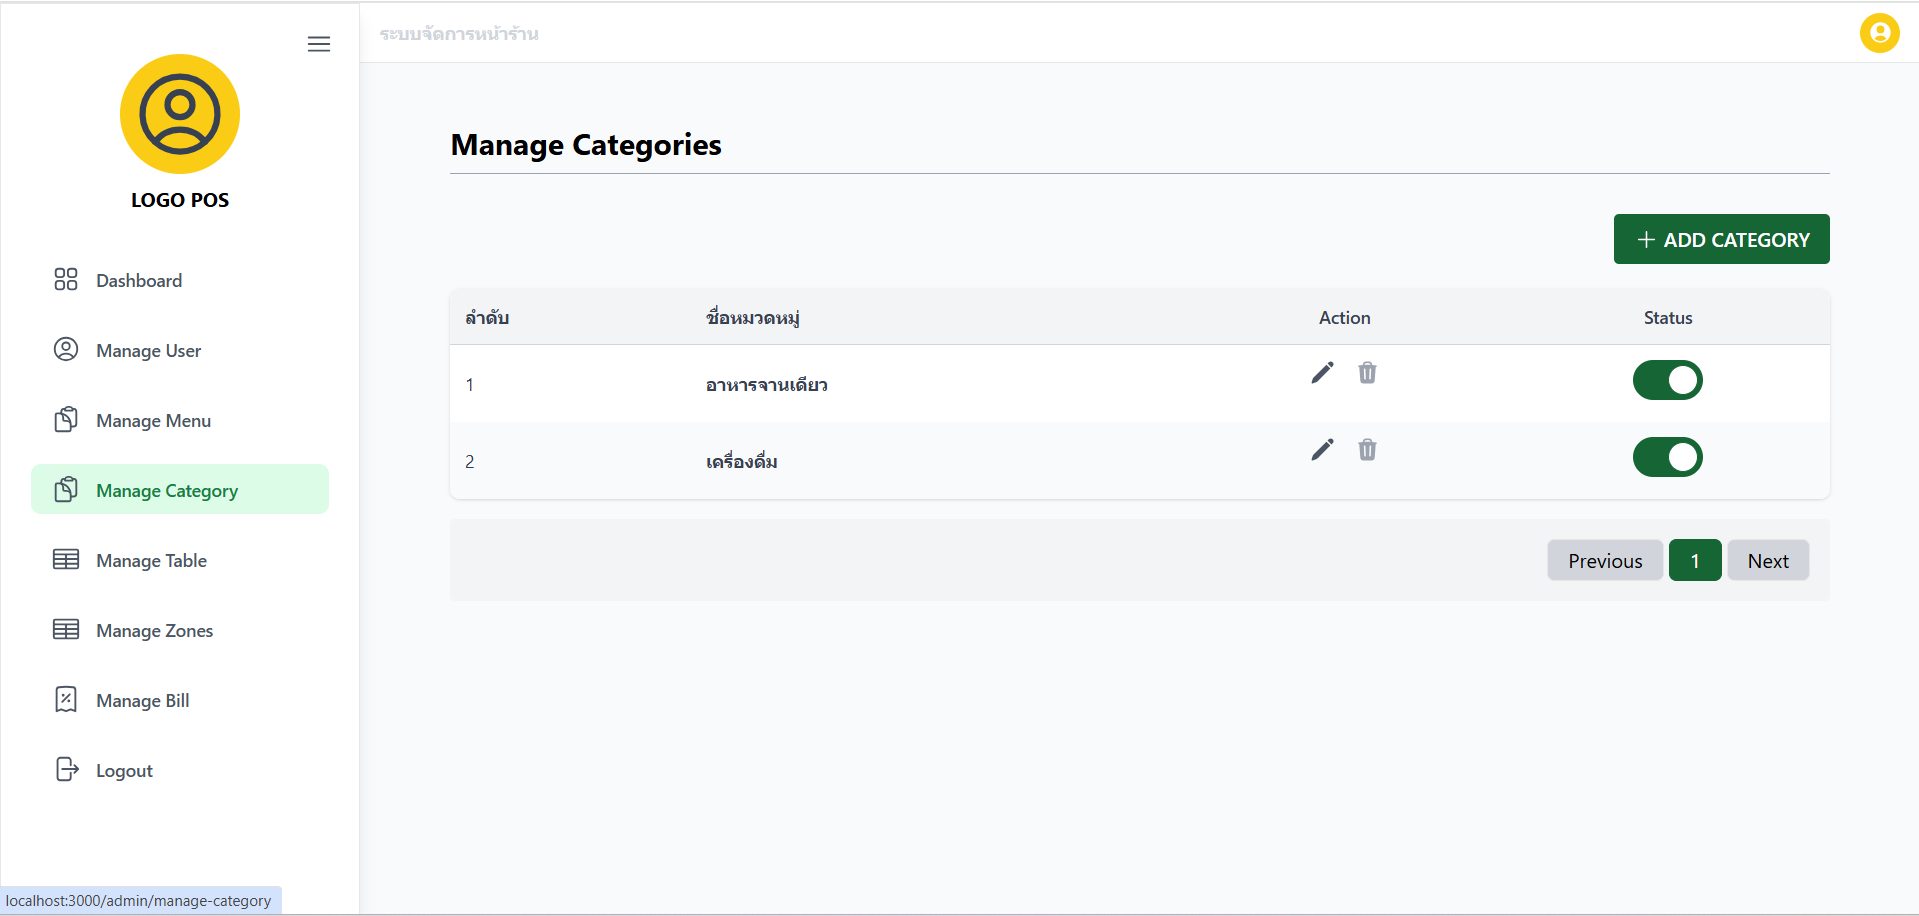 ระบบจัดการหน้าร้าน
LOGO POS
Dashboard
Manage User
Manage Menu
Manage Category
Manage Table
Manage Zones
Manage Bill
Logout
Manage Categories
+ ADD CATEGORY
ลำดับ ชื่อหมวดหมู่ Action Status
1 อาหารจานเดียว
2 เครื่องดื่ม
Previous 1 Next
localhost:3000/admin/manage-category